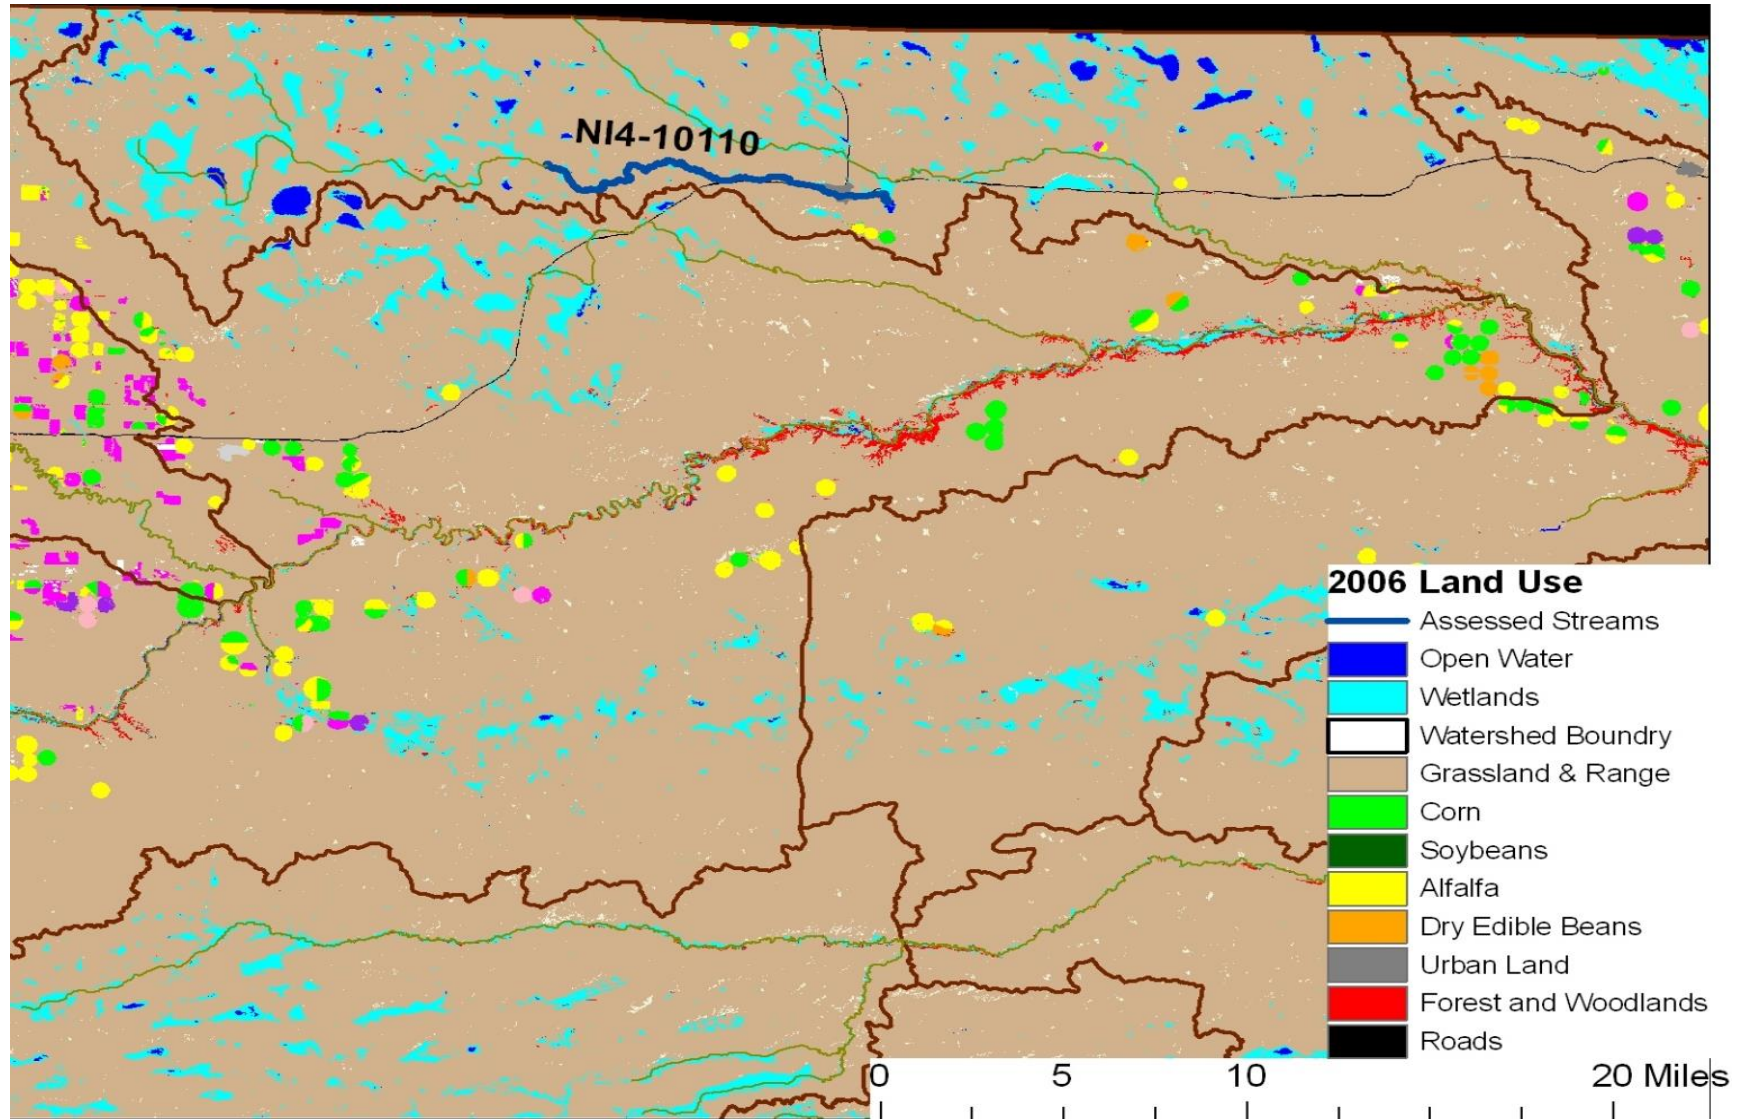 NI4-10110
2006 Land Use
Assessed Streams
Open Water
Wetlands
Watershed Boundry
Grassland & Range
Corn
Soybeans
Alfalfa
Dry Edible Beans
Urban Land
Forest and Woodlands
Roads
0 5 10 20 Miles